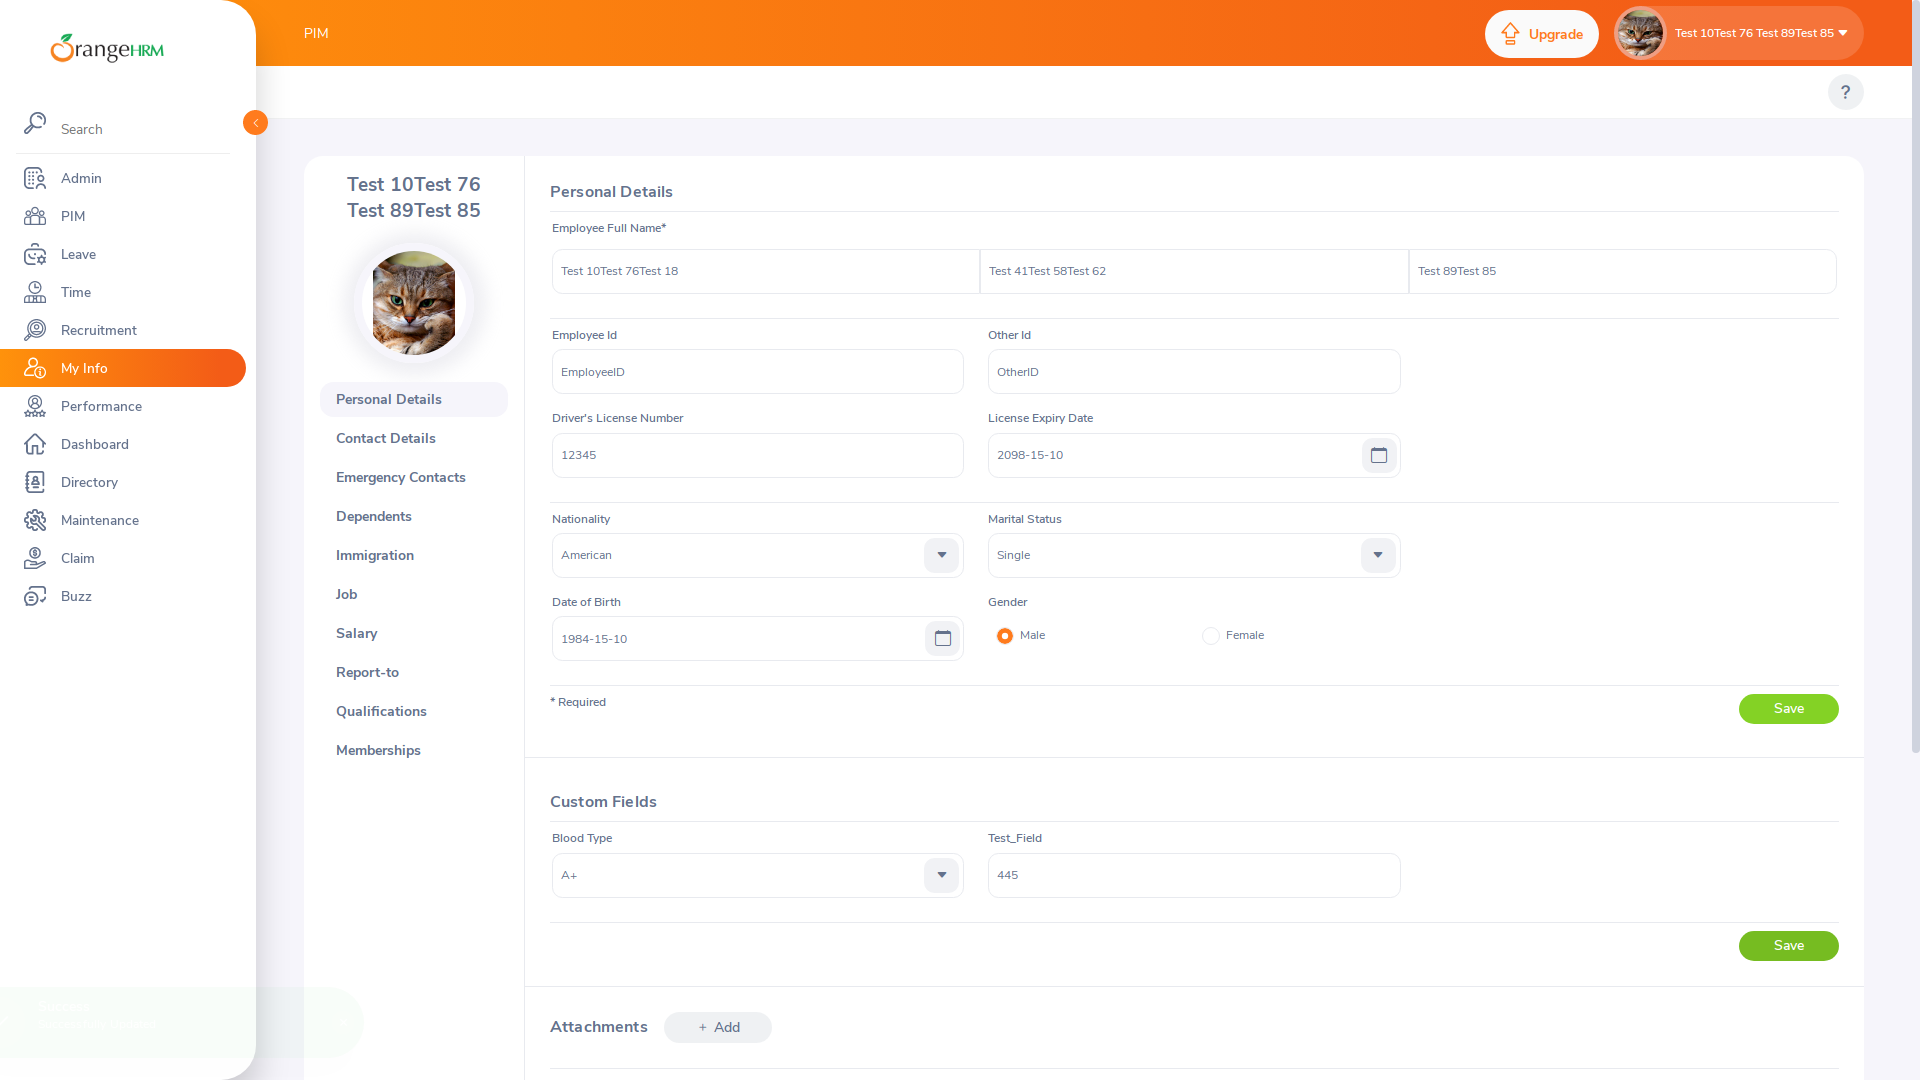 OrangeHRM
PIM
Upgrade
Test 10Test 76 Test 89Test 85
?
Search
Admin
PIM
Leave
Time
Recruitment
My Info
Performance
Dashboard
Directory
Maintenance
Claim
Buzz
Test 10Test 76
Test 89Test 85
Personal Details
Contact Details
Emergency Contacts
Dependents
Immigration
Job
Salary
Report-to
Qualifications
Memberships
Personal Details
Employee Full Name*
Test 10Test 76Test 18 Test 41Test 58Test 62 Test 89Test 85
Employee Id Other Id
EmployeeID OtherID
Driver's License Number License Expiry Date
12345 2098-15-10
Nationality Marital Status
American Single
Date of Birth Gender
1984-15-10 Male Female
* Required
Save
Custom Fields
Blood Type Test_Field
A+ 445
Save
Attachments + Add